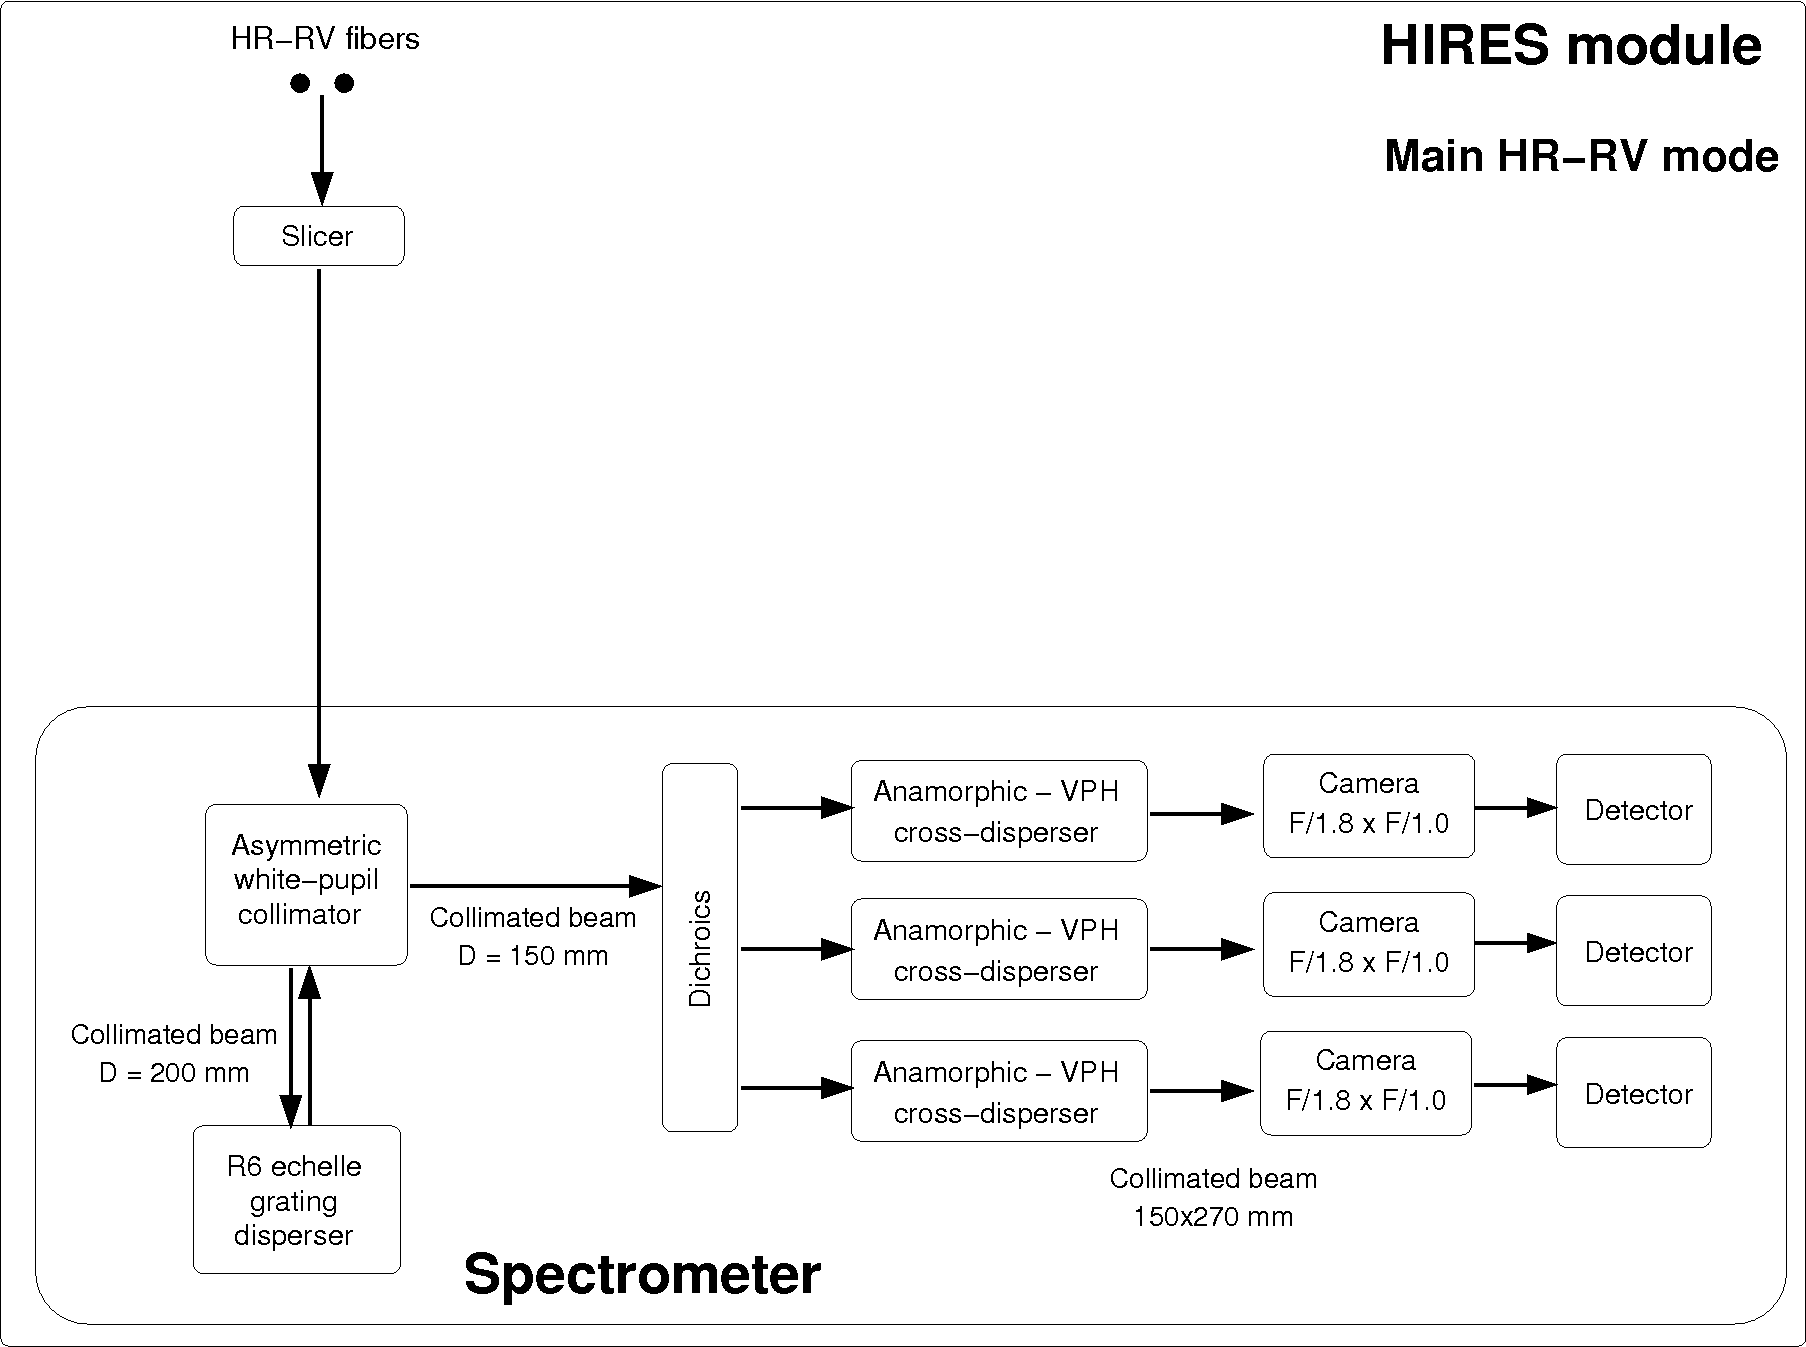 HR−RV fibers
HIRES module
Main HR−RV mode
Slicer
Asymmetric
white−pupil
collimator
Collimated beam
D = 150 mm
Collimated beam
D = 200 mm
R6 echelle
grating
disperser
Dichroics
Anamorphic − VPH
cross−disperser
Camera
F/1.8 x F/1.0
Detector
Anamorphic − VPH
cross−disperser
Camera
F/1.8 x F/1.0
Detector
Anamorphic − VPH
cross−disperser
Camera
F/1.8 x F/1.0
Detector
Collimated beam
150x270 mm
Spectrometer